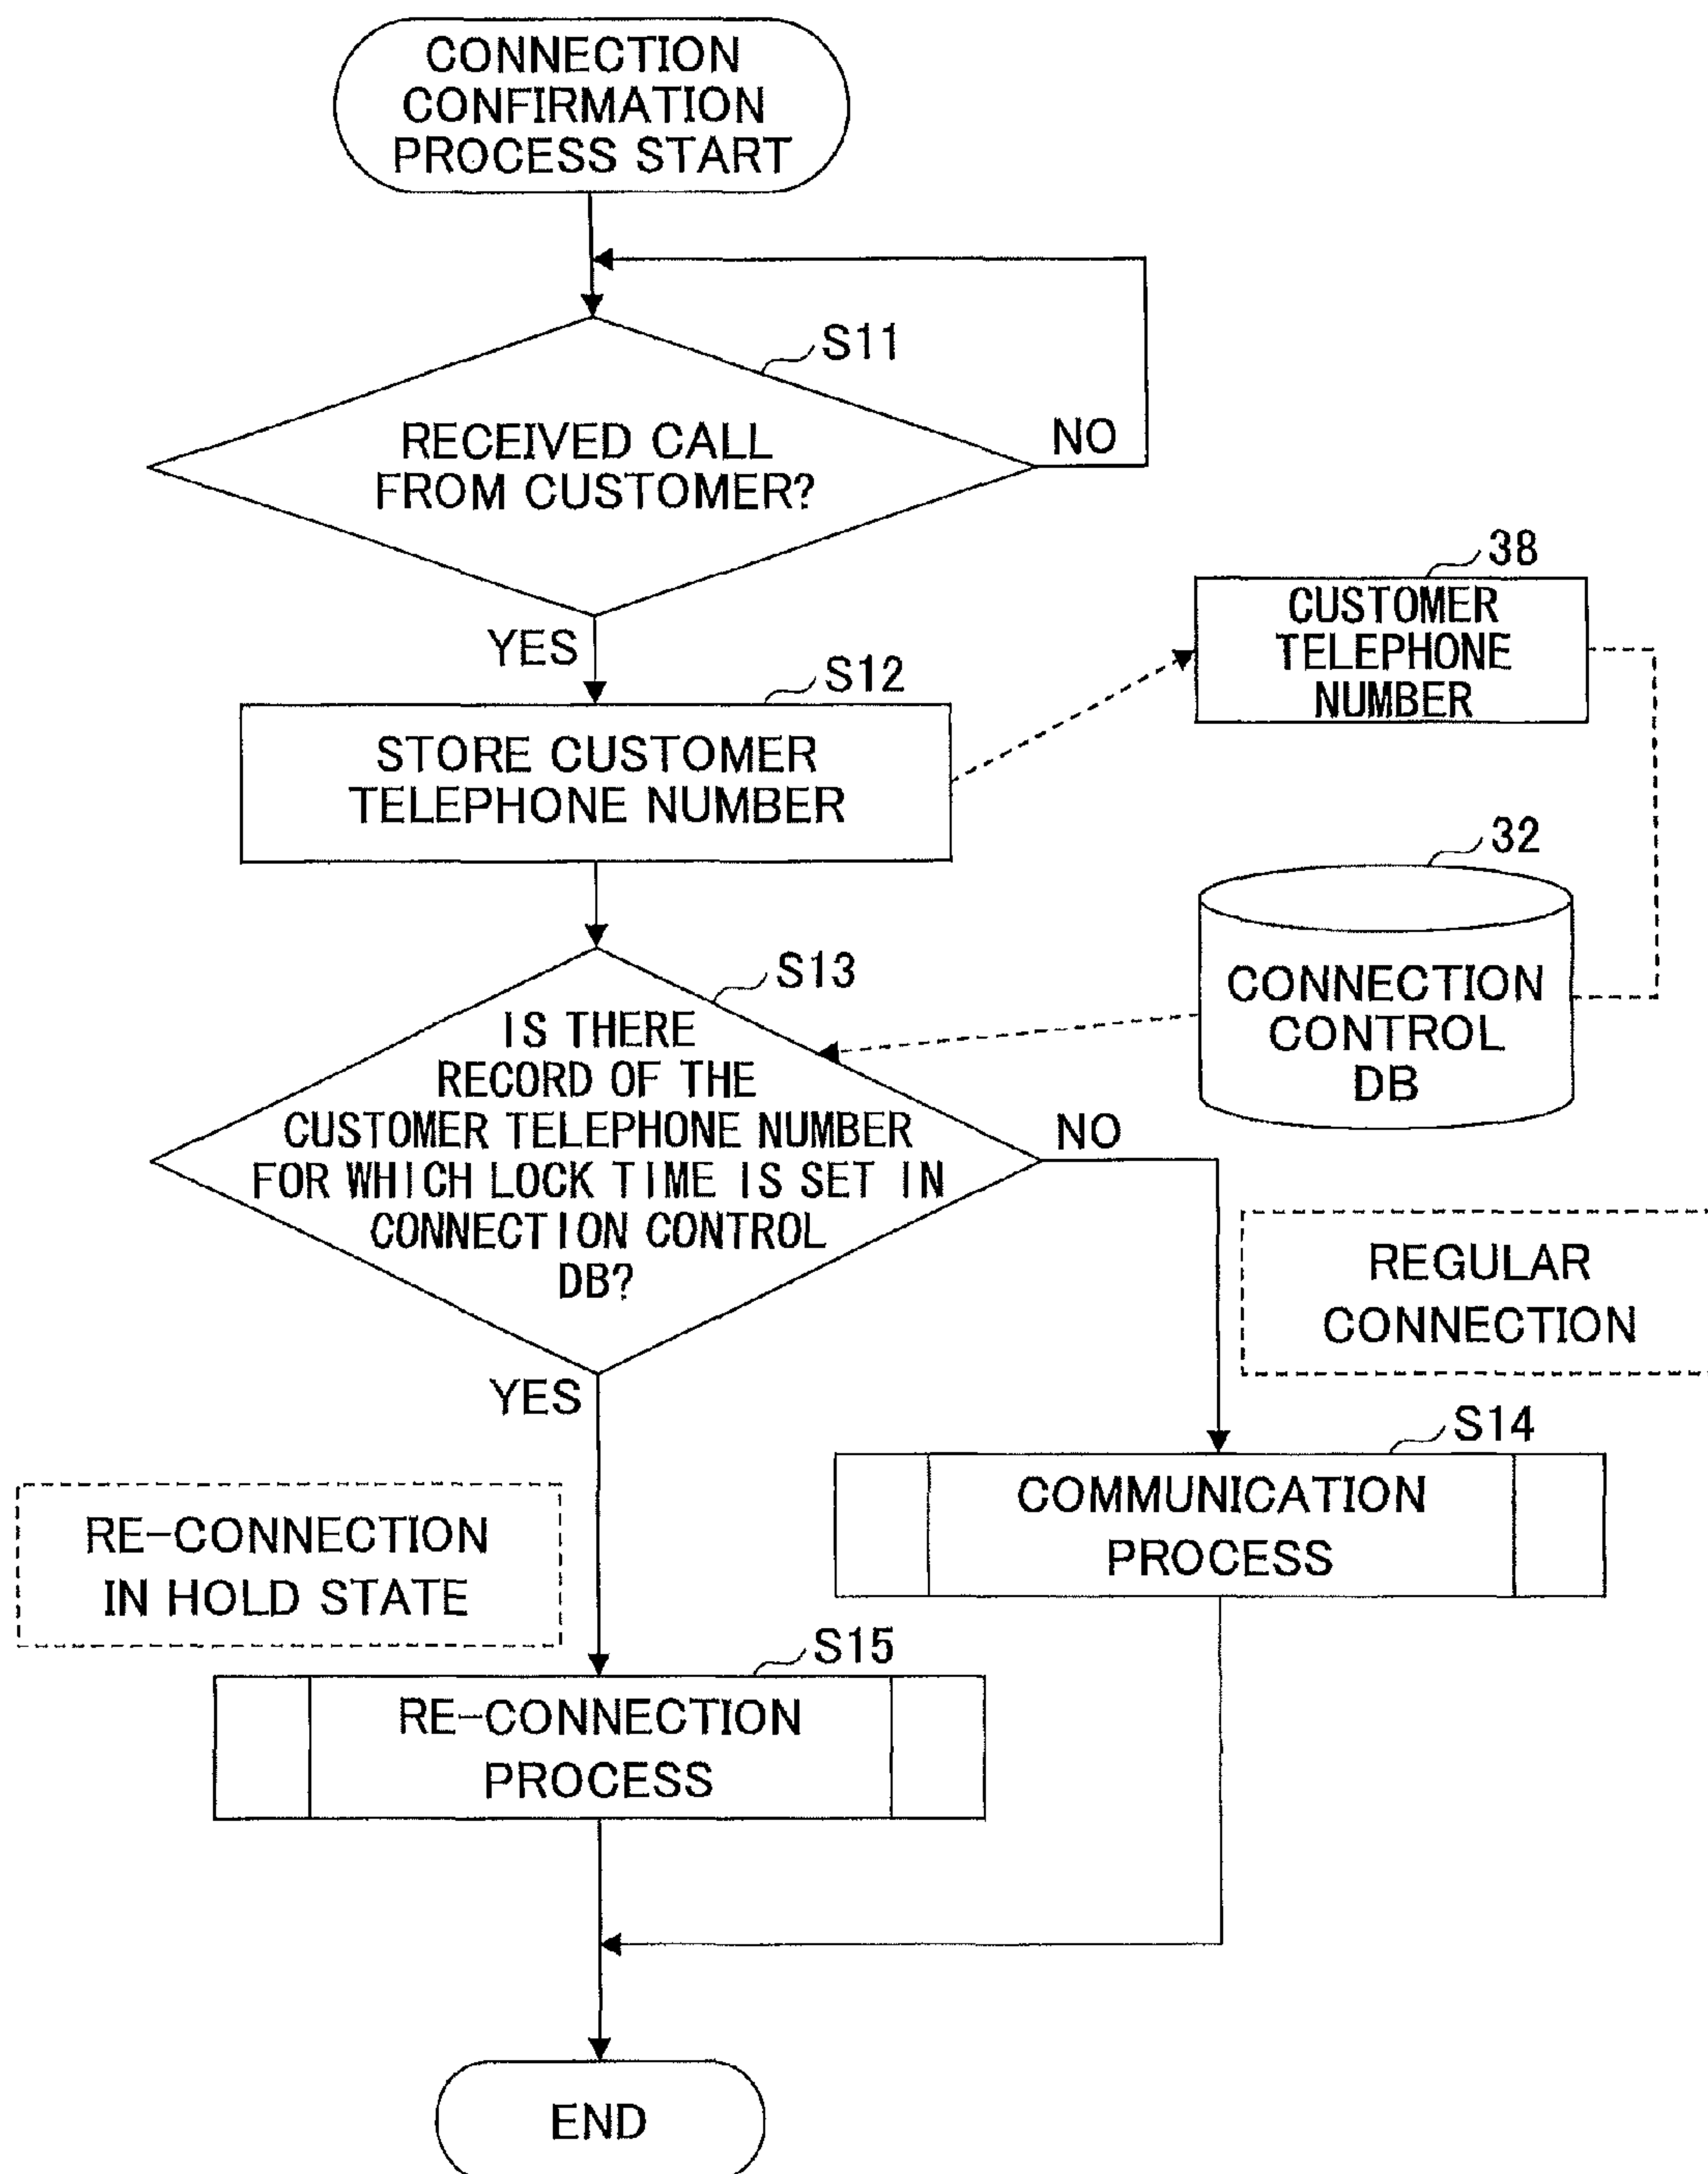 CONNECTION
CONFIRMATION
PROCESS START
S11
RECEIVED CALL
FROM CUSTOMER?
NO
YES
38
CUSTOMER
TELEPHONE
NUMBER
S12
STORE CUSTOMER
TELEPHONE NUMBER
32
CONNECTION
CONTROL
DB
S13
IS THERE
RECORD OF THE
CUSTOMER TELEPHONE NUMBER
FOR WHICH LOCK TIME IS SET IN
CONNECTION CONTROL
DB?
NO
REGULAR
CONNECTION
YES
S14
COMMUNICATION
PROCESS
RE-CONNECTION
IN HOLD STATE
S15
RE-CONNECTION
PROCESS
END